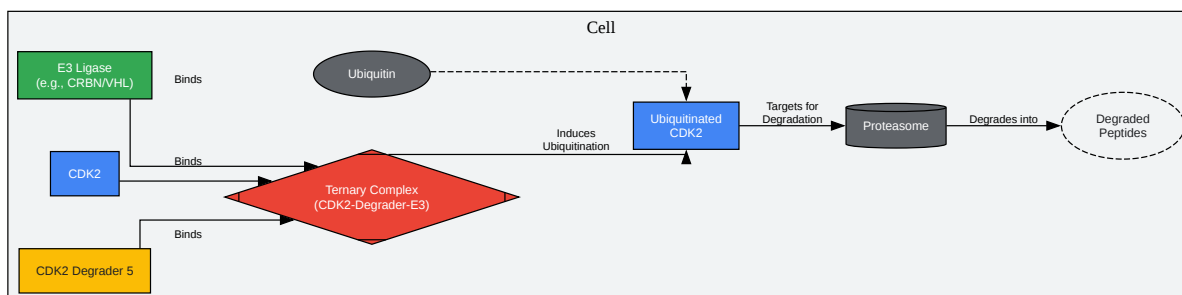 Cell
E3 Ligase
(e.g., CRBN/VHL)
Binds
Ubiquitin
Ubiquitinated
CDK2
Targets for
Degradation
Proteasome
Degrades into
Degraded
Peptides
Induces
Ubiquitination
Binds
CDK2
Ternary Complex
(CDK2-Degrader-E3)
Binds
CDK2 Degrader 5